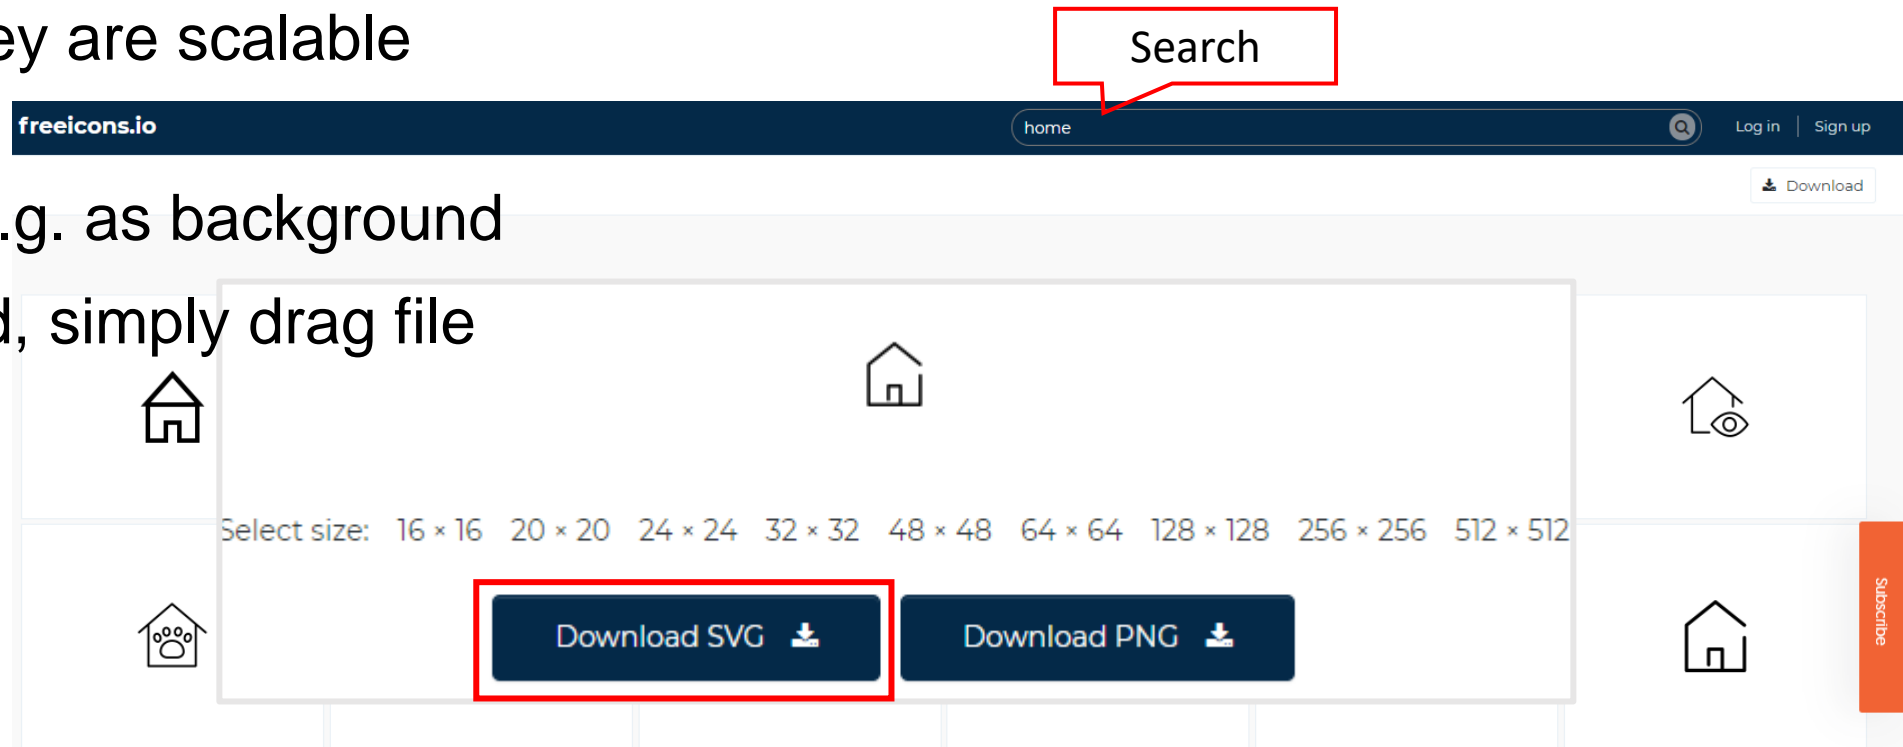 ey are scalable
Search
freeicons.io
home
Log in
Sign up
Download
.g. as background
d, simply drag file
Select size: 16 × 16 20 × 20 24 × 24 32 × 32 48 × 48 64 × 64 128 × 128 256 × 256 512 × 512
Download SVG
Download PNG
Subscribe